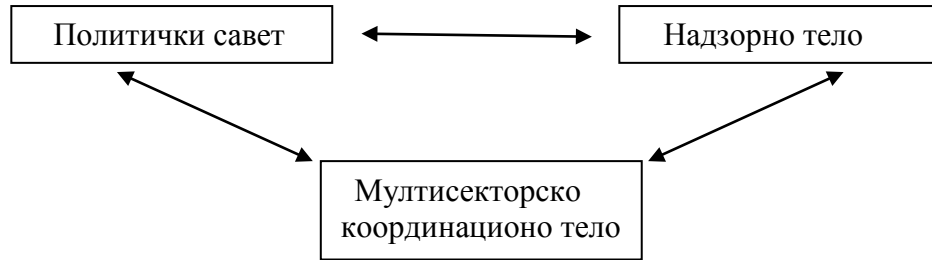 Политички савет
Надзорно тело
Мултисекторско
координационо тело